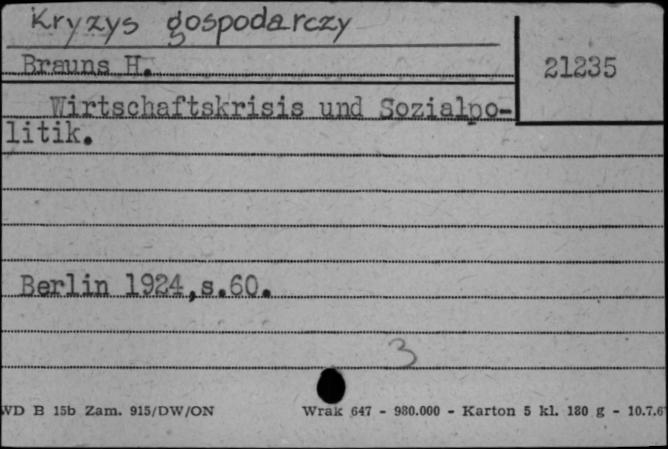 Kryzys gospodarczy
Brauns H.
21235
Wirtschaftskrisis und Sozialpo-
litik.
Berlin 1924,s.60.
3
WD B 15b Zam. 915/DW/ON Wrak 647 - 980.000 - Karton 5 kl. 180 g - 10.7.6